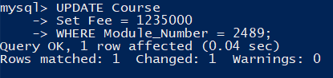 mysql> UPDATE Course
    -> Set Fee = 1235000
    -> WHERE Module_Number = 2489;
Query OK, 1 row affected (0.04 sec)
Rows matched: 1  Changed: 1  Warnings: 0